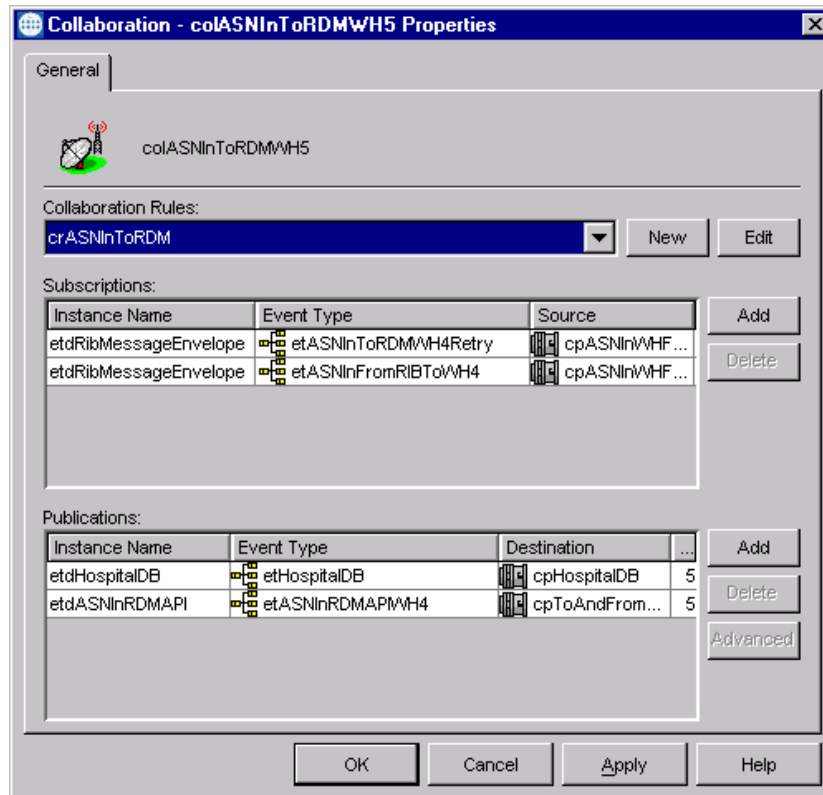 Collaboration - colASNInToRDMWH5 Properties
General
colASNInToRDMWH5
Collaboration Rules:
crASNInToRDM
New
Edit
Subscriptions:
Instance Name Event Type Source
etdRibMessageEnvelope etASNInToRDMWH4Retry cpASNInWHF...
etdRibMessageEnvelope etASNInFromRIBToWH4 cpASNInWHF...
Add
Delete
Publications:
Instance Name Event Type Destination ...
etdHospitalDB etHospitalDB cpHospitalDB 5
etdASNInRDMAPI etASNInRDMAPIWH4 cpToAndFrom... 5
Add
Delete
Advanced
OK Cancel Apply Help